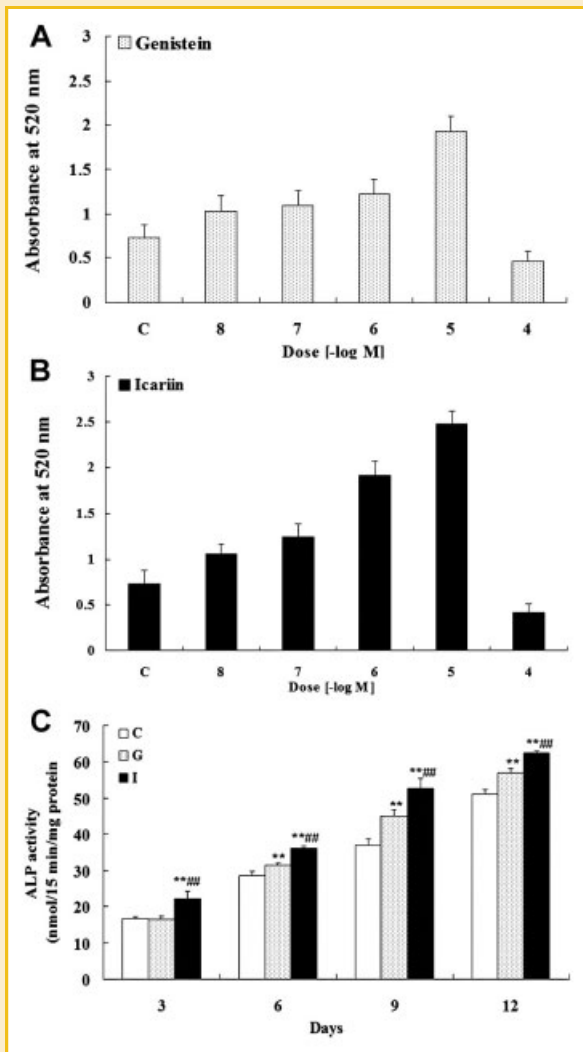 A
Genistein
Absorbance at 520 nm
3
2.5
2
1.5
1
0.5
0
C 8 7 6 5 4
Dose [-log M]
B
Icariin
Absorbance at 520 nm
3
2.5
2
1.5
1
0.5
0
C 8 7 6 5 4
Dose [-log M]
C
C
G
I
ALP activity
(nmol/15 min/mg protein
70
60
50
40
30
20
10
0
**##
** **##
** **##
** **##
3 6 9 12
Days